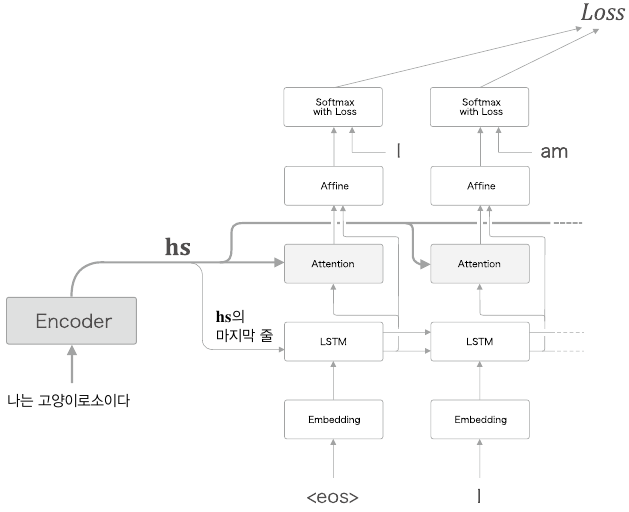 Loss
Softmax
with Loss
Softmax
with Loss
I
am
Affine
Affine
hs
Attention
Attention
Encoder
hs의
마지막 줄
LSTM
LSTM
나는 고양이로소이다
Embedding
Embedding
<eos>
I